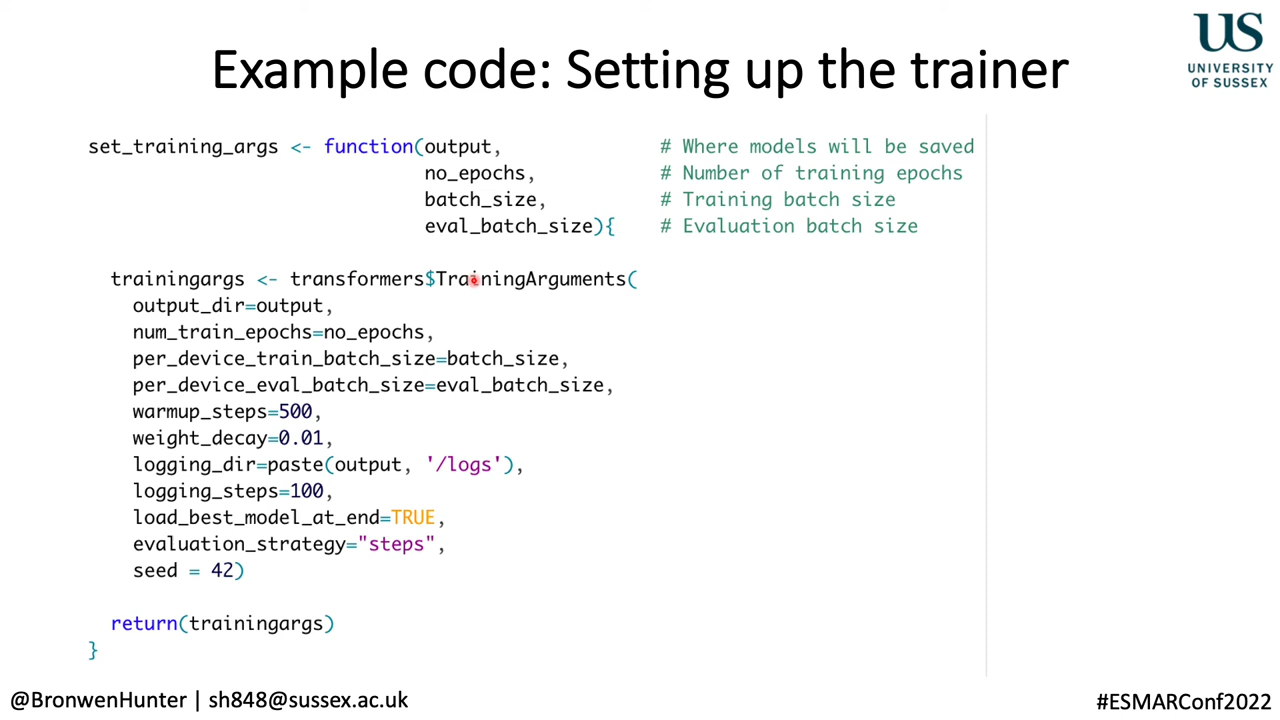 US
UNIVERSITY
OF SUSSEX
Example code: Setting up the trainer
set_training_args <- function(output, # Where models will be saved
no_epochs, # Number of training epochs
batch_size, # Training batch size
eval_batch_size){ # Evaluation batch size
trainingargs <- transformers$TrainingArguments(
output_dir=output,
num_train_epochs=no_epochs,
per_device_train_batch_size=batch_size,
per_device_eval_batch_size=eval_batch_size,
warmup_steps=500,
weight_decay=0.01,
logging_dir=paste(output, '/logs'),
logging_steps=100,
load_best_model_at_end=TRUE,
evaluation_strategy="steps",
seed = 42)
return(trainingargs)
}
@BronwenHunter | sh848@sussex.ac.uk
#ESMARConf2022